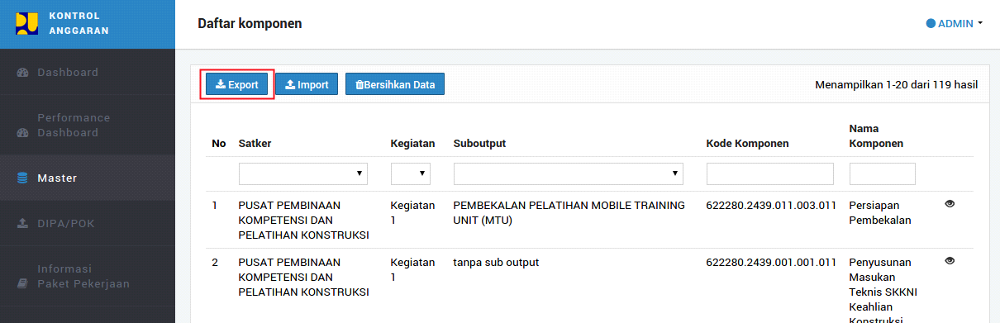 KONTROL
ANGGARAN
Daftar komponen
ADMIN
Dashboard
Performance
Dashboard
Master
DIPA/POK
Informasi
Paket Pekerjaan
Export Import Bersihkan Data Menampilkan 1-20 dari 119 hasil
No Satker Kegiatan Suboutput Kode Komponen Nama
Komponen
1 PUSAT PEMBINAAN Kegiatan PEMBEKALAN PELATIHAN MOBILE TRAINING 622280.2439.011.003.011 Persiapan
KOMPETENSI DAN 1 UNIT (MTU) Pembekalan
PELATIHAN KONSTRUKSI
2 PUSAT PEMBINAAN Kegiatan tanpa sub output 622280.2439.001.001.011 Penyusunan
KOMPETENSI DAN 1 Masukan
PELATIHAN KONSTRUKSI Teknis SKKNI
Keahlian
Konstruksi